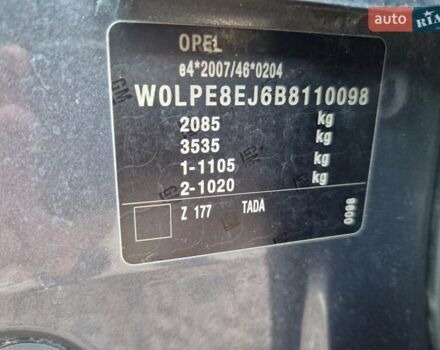 auto RIA
OPEL
e4*2007/46*0204
W0LPE8EJ6B8110098
2085 kg
3535 kg
1-1105 kg
2-1020 kg
Z 177 TADA 0098